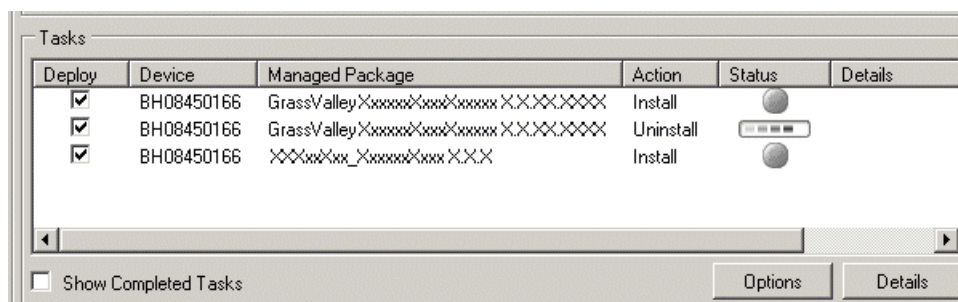 Tasks
Deploy Device Managed Package Action Status Details
BH08450166 GrassValleyXxxxxxXxxxXxxxxx X.X.XX.XXXX Install
BH08450166 GrassValleyXxxxxxXxxxXxxxxx X.X.XX.XXXX Uninstall
BH08450166 XXXxxXxx_XxxxxxXxxx X.X.X Install
Show Completed Tasks Options Details